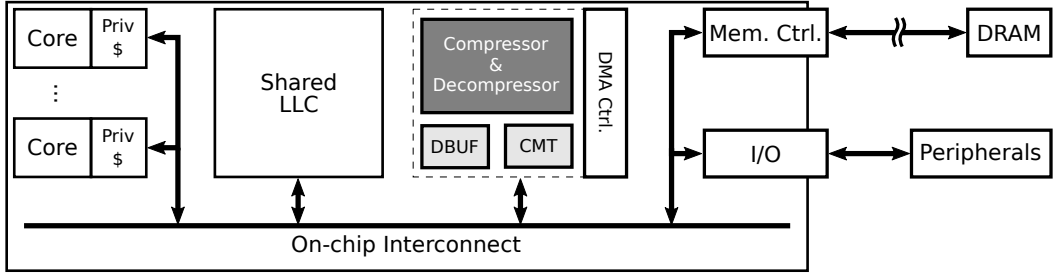 Core
Priv
$
...
Core
Priv
$
Shared
LLC
Compressor
&
Decompressor
DBUF
CMT
DMA Ctrl.
Mem. Ctrl.
DRAM
I/O
Peripherals
On-chip Interconnect